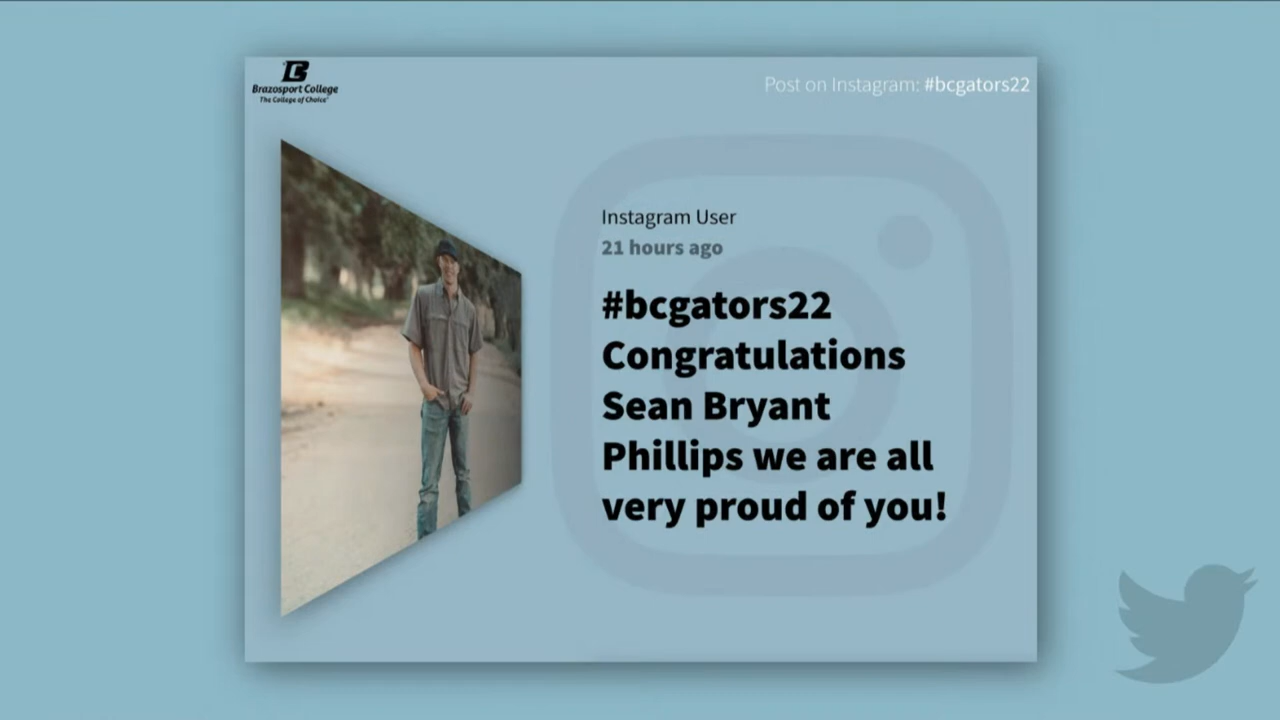 Brazosport College
The College of Choice
Post on Instagram: #bcgators22
Instagram User
21 hours ago
#bcgators22
Congratulations
Sean Bryant
Phillips we are all
very proud of you!